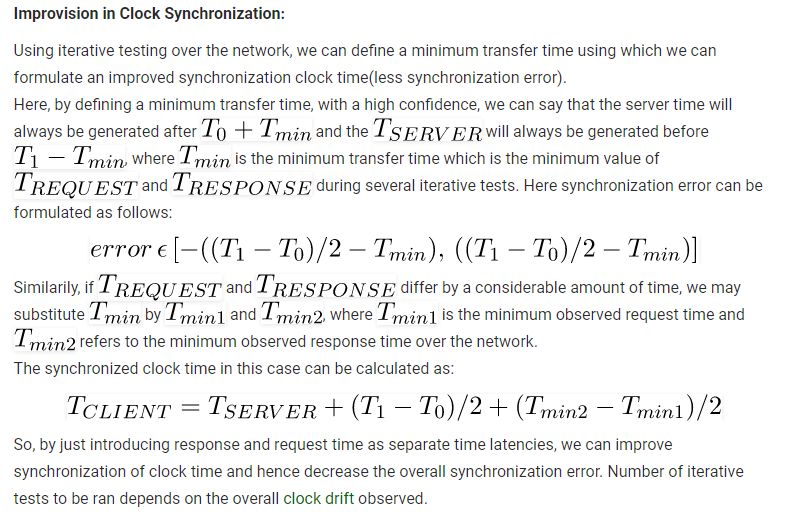 Improvision in Clock Synchronization:
Using iterative testing over the network, we can define a minimum transfer time using which we can
formulate an improved synchronization clock time(less synchronization error).
Here, by defining a minimum transfer time, with a high confidence, we can say that the server time will
always be generated after T_0 + T_{min} and the T_{SERVER} will always be generated before
T_1 − T_{min}, where T_{min} is the minimum transfer time which is the minimum value of
T_{REQUEST} and T_{RESPONSE} during several iterative tests. Here synchronization error can be
formulated as follows:
error ϵ [−((T_1 − T_0)/2 − T_{min}), ((T_1 − T_0)/2 − T_{min})]
Similarily, if T_{REQUEST} and T_{RESPONSE} differ by a considerable amount of time, we may
substitute T_{min} by T_{min1} and T_{min2}, where T_{min1} is the minimum observed request time and
T_{min2} refers to the minimum observed response time over the network.
The synchronized clock time in this case can be calculated as:
T_{CLIENT} = T_{SERVER} + (T_1 − T_0)/2 + (T_{min2} − T_{min1})/2
So, by just introducing response and request time as separate time latencies, we can improve
synchronization of clock time and hence decrease the overall synchronization error. Number of iterative
tests to be ran depends on the overall clock drift observed.